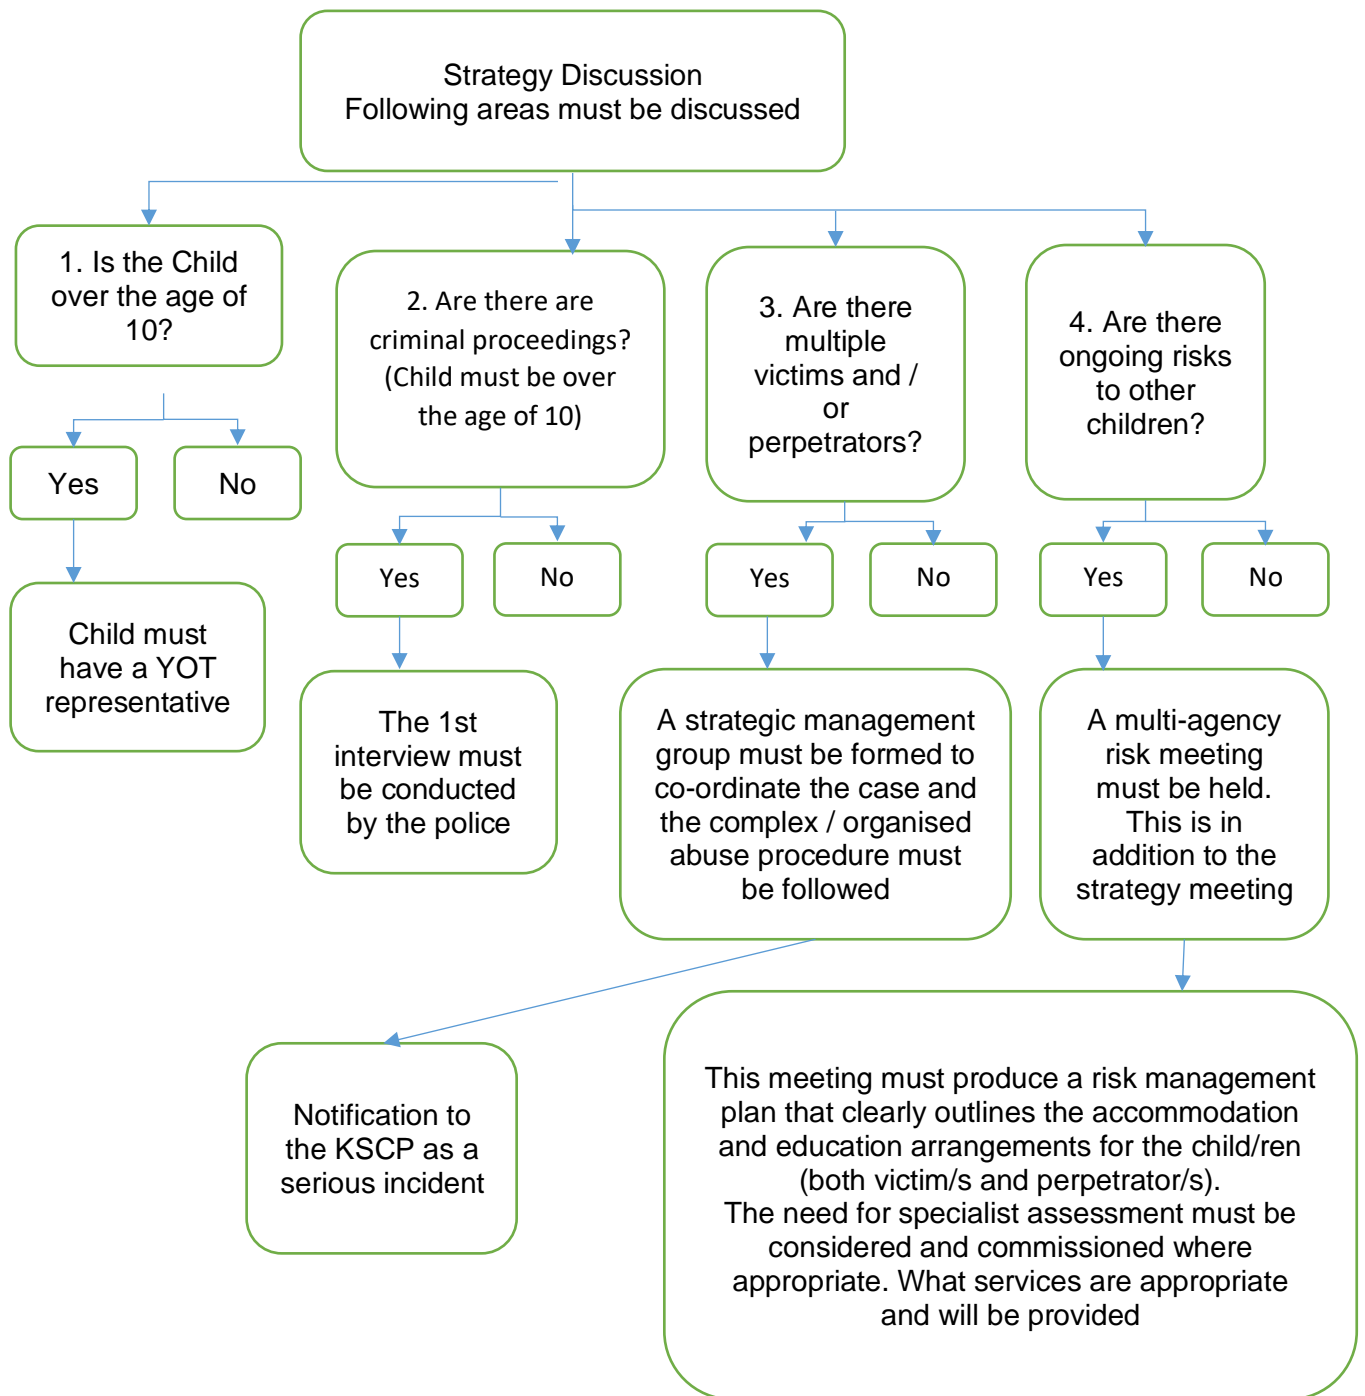 Strategy Discussion
Following areas must be discussed
1. Is the Child
over the age of
10?
Yes
No
Child must
have a YOT
representative
2. Are there are
criminal proceedings?
(Child must be over
the age of 10)
Yes
No
The 1st
interview must
be conducted
by the police
3. Are there
multiple
victims and /
or
perpetrators?
Yes
No
A strategic management
group must be formed to
co-ordinate the case and
the complex / organised
abuse procedure must
be followed
Notification to
the KSCP as a
serious incident
4. Are there
ongoing risks
to other
children?
Yes
No
A multi-agency
risk meeting
must be held.
This is in
addition to the
strategy meeting
This meeting must produce a risk management
plan that clearly outlines the accommodation
and education arrangements for the child/ren
(both victim/s and perpetrator/s).
The need for specialist assessment must be
considered and commissioned where
appropriate. What services are appropriate
and will be provided